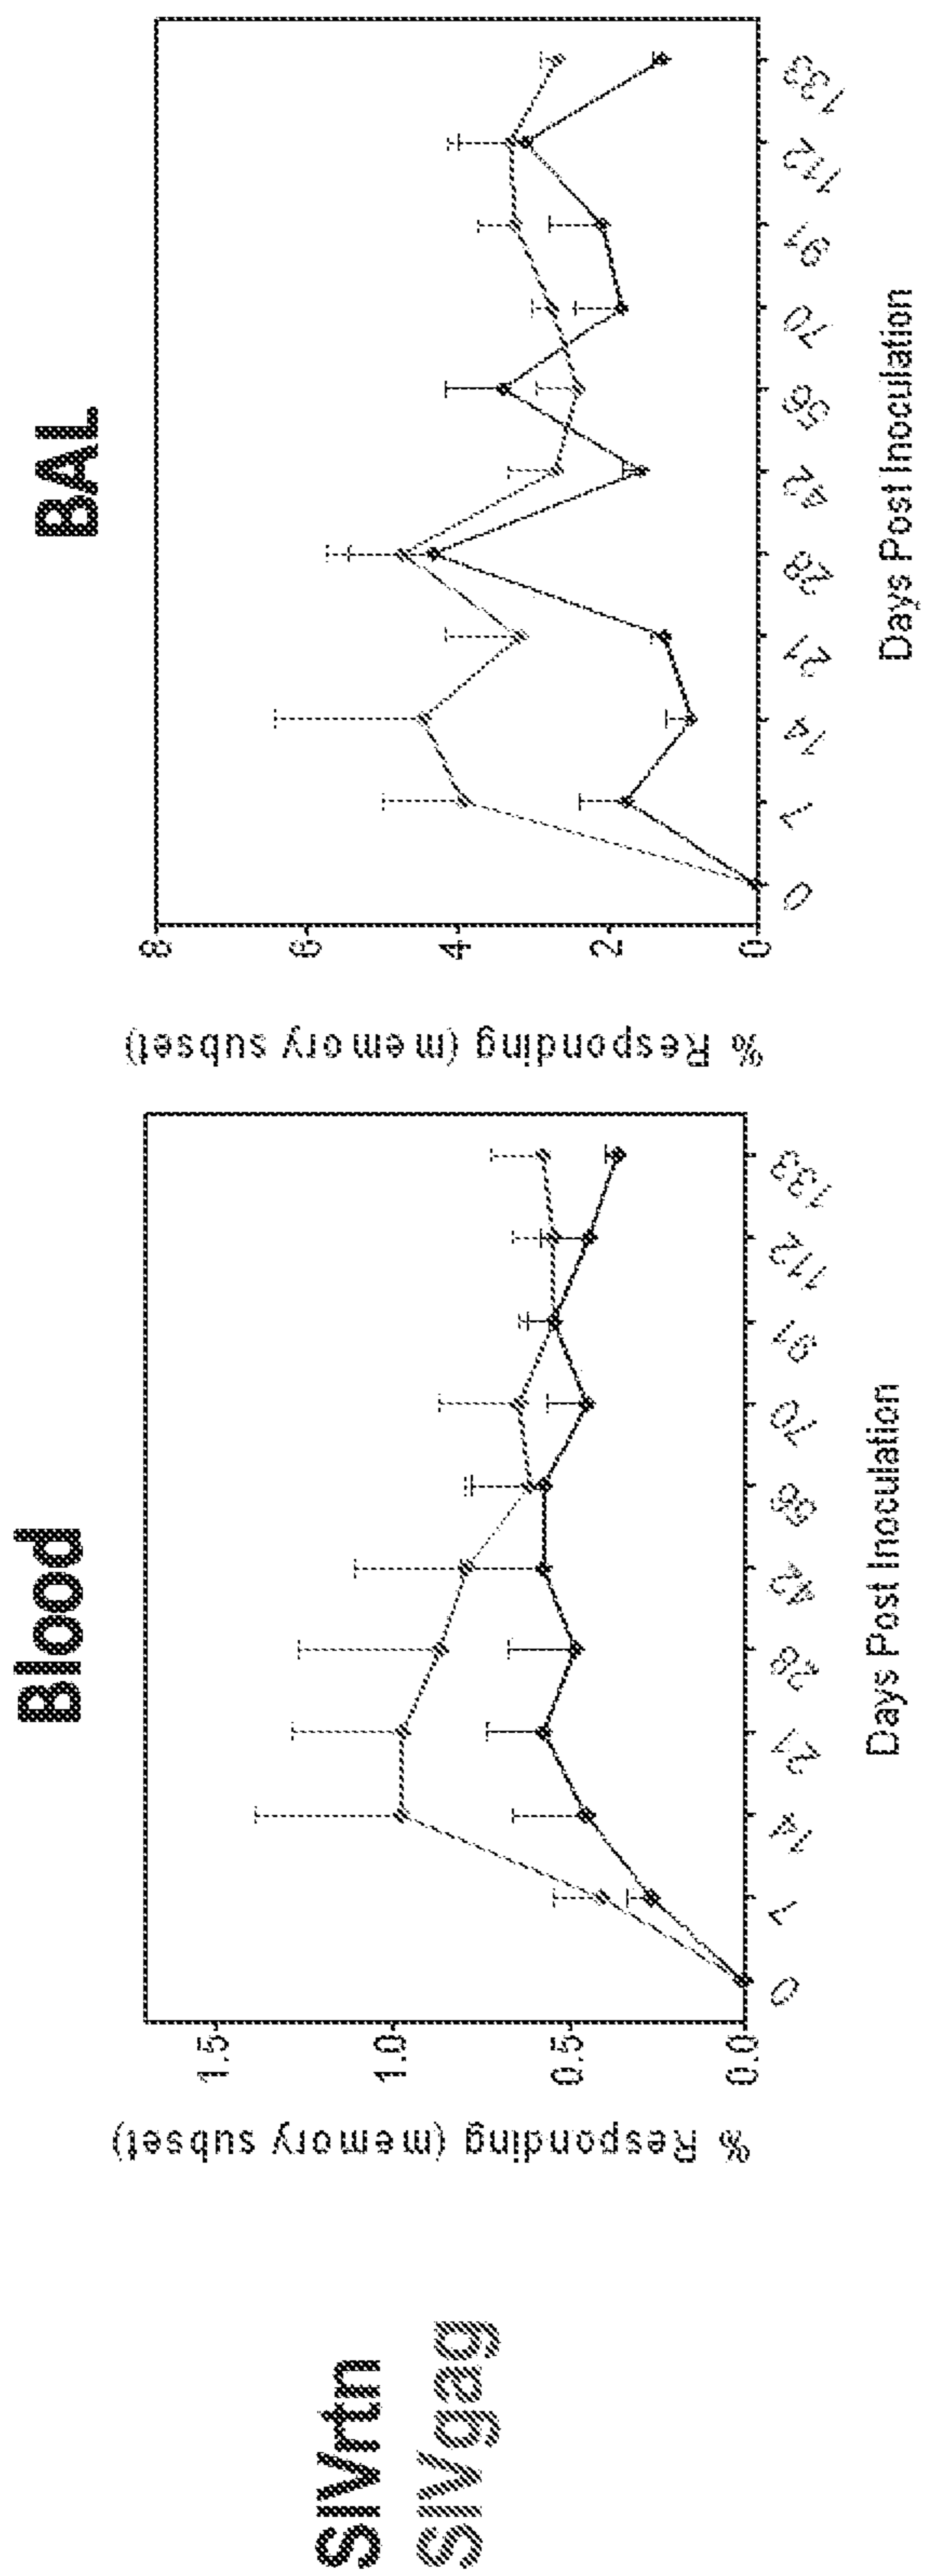 SIVrtn
SIVgag
Blood
% Responding (memory subset)
1.5
1.0
0.5
0.0
0 7 14 21 28 42 56 70 91 112 133
Days Post Inoculation
BAL
% Responding (memory subset)
8
6
4
2
0
0 7 14 21 28 42 56 70 91 112 133
Days Post Inoculation